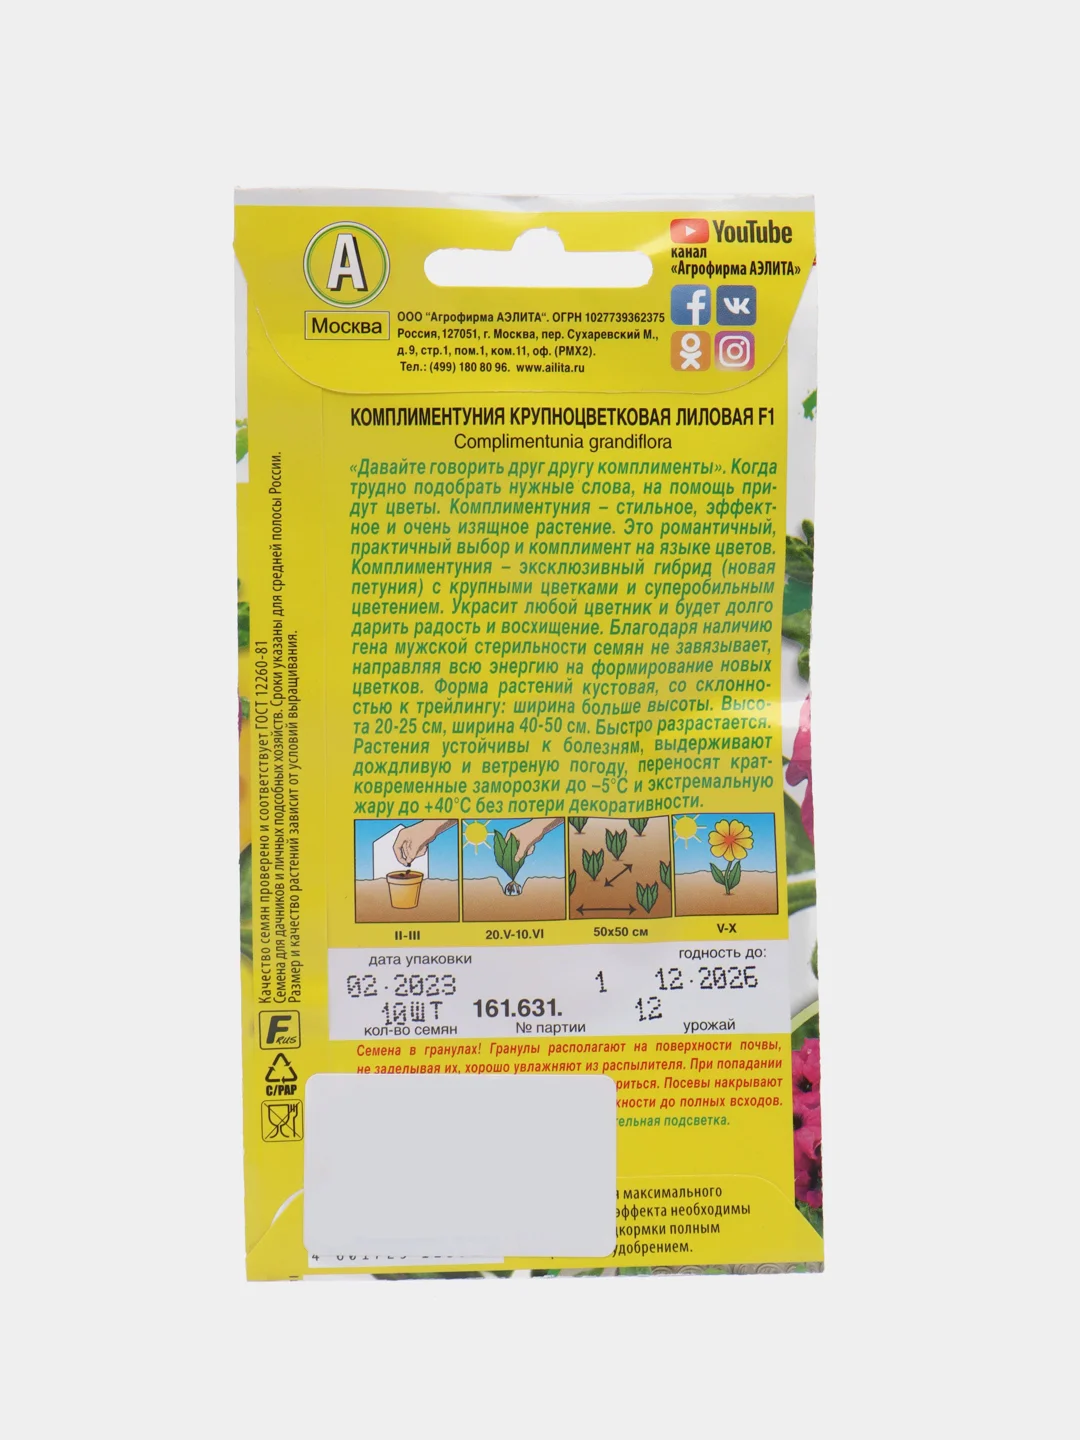 А
Москва
YouTube
канал
«Агрофирма АЭЛИТА»
ООО "Агрофирма АЭЛИТА". ОГРН 1027739362375
Россия, 127051, г. Москва, пер. Сухаревский М.,
д. 9, стр.1, пом.1, ком.11, оф. (РМХ2).
Тел.: (499) 180 80 96. www.ailita.ru
КОМПЛИМЕНТУНИЯ КРУПНОЦВЕТКОВАЯ ЛИЛОВАЯ F1
Complimentunia grandiflora
«Давайте говорить друг другу комплименты». Когда
трудно подобрать нужные слова, на помощь при-
дут цветы. Комплиментуния – стильное, эффект-
ное и очень изящное растение. Это романтичный,
практичный выбор и комплимент на языке цветов.
Комплиментуния – эксклюзивный гибрид (новая
петуния) с крупными цветками и суперобильным
цветением. Украсит любой цветник и будет долго
дарить радость и восхищение. Благодаря наличию
гена мужской стерильности семян не завязывает,
направляя всю энергию на формирование новых
цветков. Форма растений кустовая, со склонно-
стью к трейлингу: ширина больше высоты. Высо-
та 20-25 см, ширина 40-50 см. Быстро разрастается.
Растения устойчивы к болезням, выдерживают
дождливую и ветреную погоду, переносят крат-
ковременные заморозки до –5°С и экстремальную
жару до +40°С без потери декоративности.
II-III
20.V-10.VI
50х50 см
V-X
дата упаковки
годность до:
02·2023
1
12·2026
10ШТ
161.631.
12
кол-во семян
№ партии
урожай
Семена в гранулах! Гранулы располагают на поверхности почвы,
не заделывая их, хорошо увлажняют из распылителя. При попадании
ориться. Посевы накрывают
хности до полных всходов.
тельная подсветка.
максимального
эффекта необходимы
дкормки полным
удобрением.
Качество семян проверено и соответствует ГОСТ 12260-81
Семена для дачников и личных подсобных хозяйств. Сроки указаны для средней полосы России.
Размер и качество растений зависит от условий выращивания.
F RUS
C/PAP